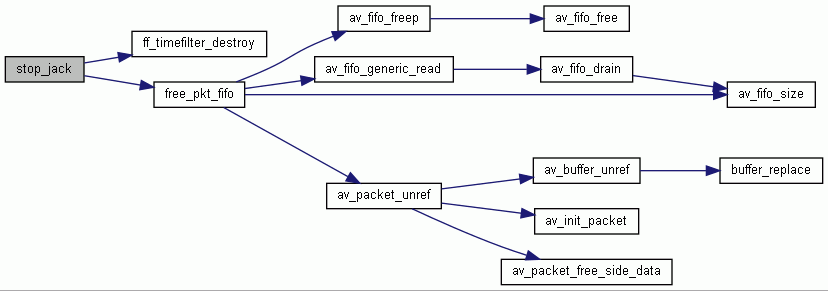 av_fifo_freep
av_fifo_free
ff_timefilter_destroy
stop_jack
av_fifo_generic_read
av_fifo_drain
free_pkt_fifo
av_fifo_size
av_buffer_unref
buffer_replace
av_packet_unref
av_init_packet
av_packet_free_side_data